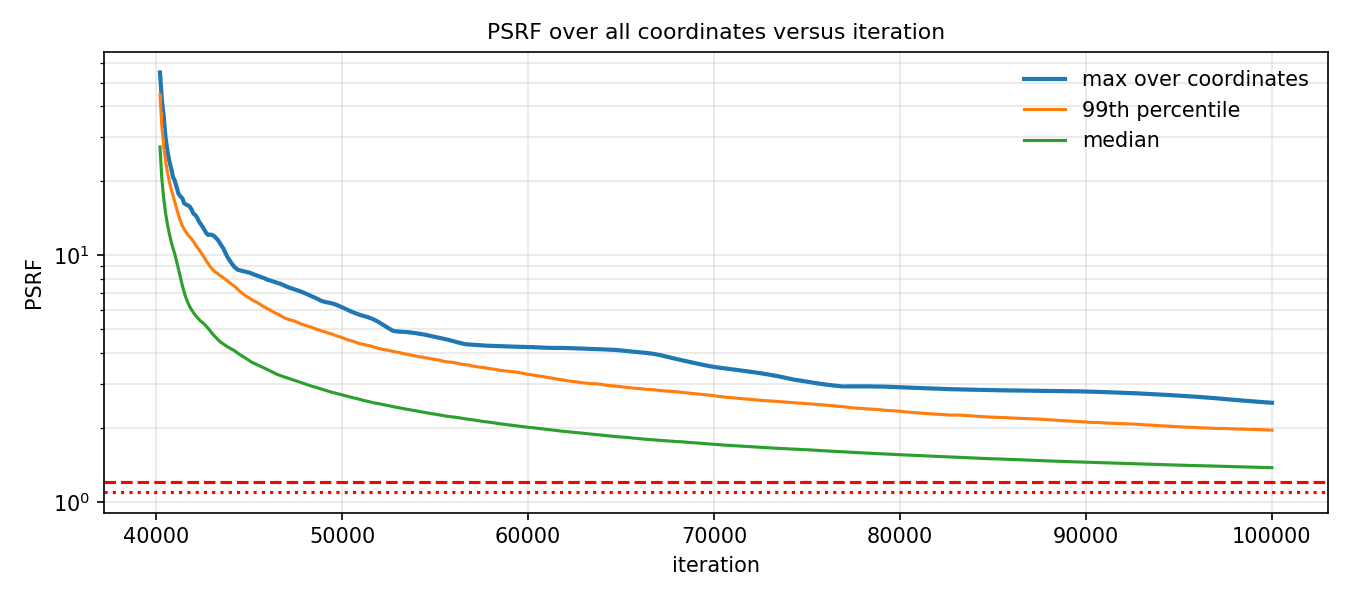 PSRF over all coordinates versus iteration
max over coordinates
99th percentile
median
PSRF
10¹
10⁰
40000 50000 60000 70000 80000 90000 100000
iteration